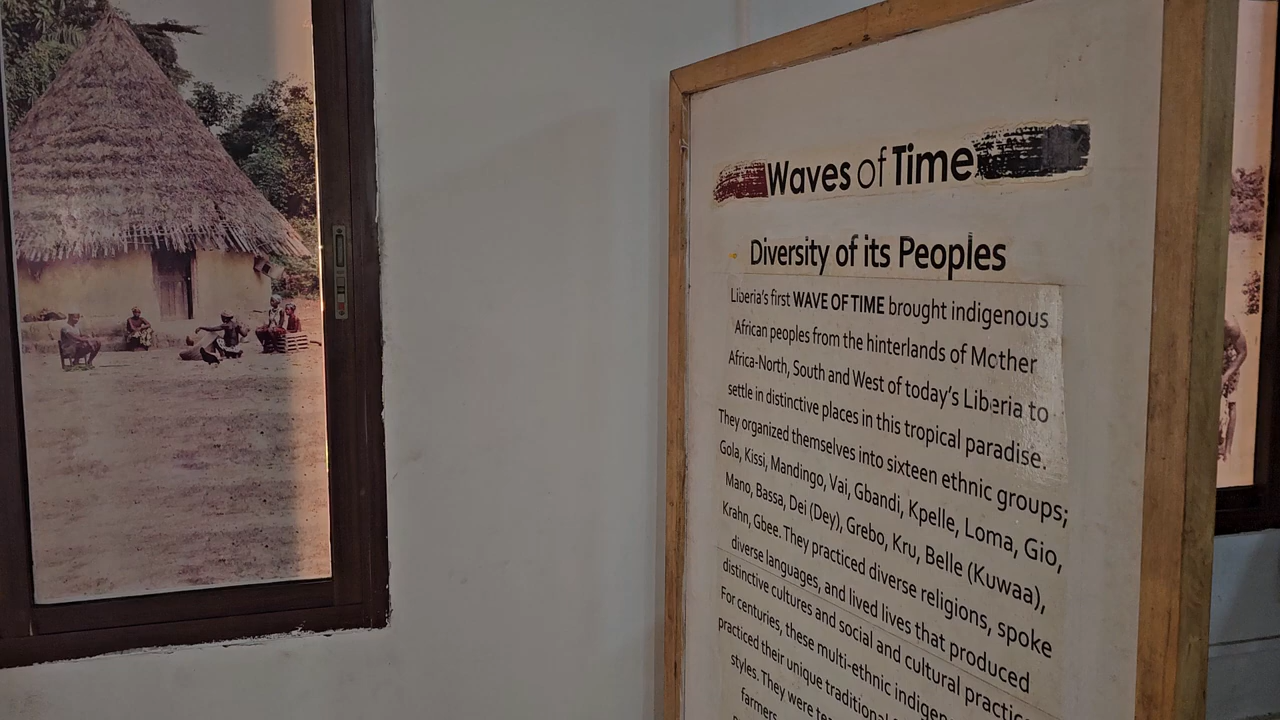 Waves of Time
Diversity of its Peoples
Liberia's first WAVE OF TIME brought indigenous
African peoples from the hinterlands of Mother
Africa-North, South and West of today's Liberia to
settle in distinctive places in this tropical paradise.
They organized themselves into sixteen ethnic groups;
Gola, Kissi, Mandingo, Vai, Gbandi, Kpelle, Loma, Gio,
Mano, Bassa, Dei (Dey), Grebo, Kru, Belle (Kuwaa),
Krahn, Gbee. They practiced diverse religions, spoke
diverse languages, and lived lives that produced
distinctive cultures and social and cultural
For centuries, these multi-ethnic
practiced their unique traditional
styles. They were
farmers